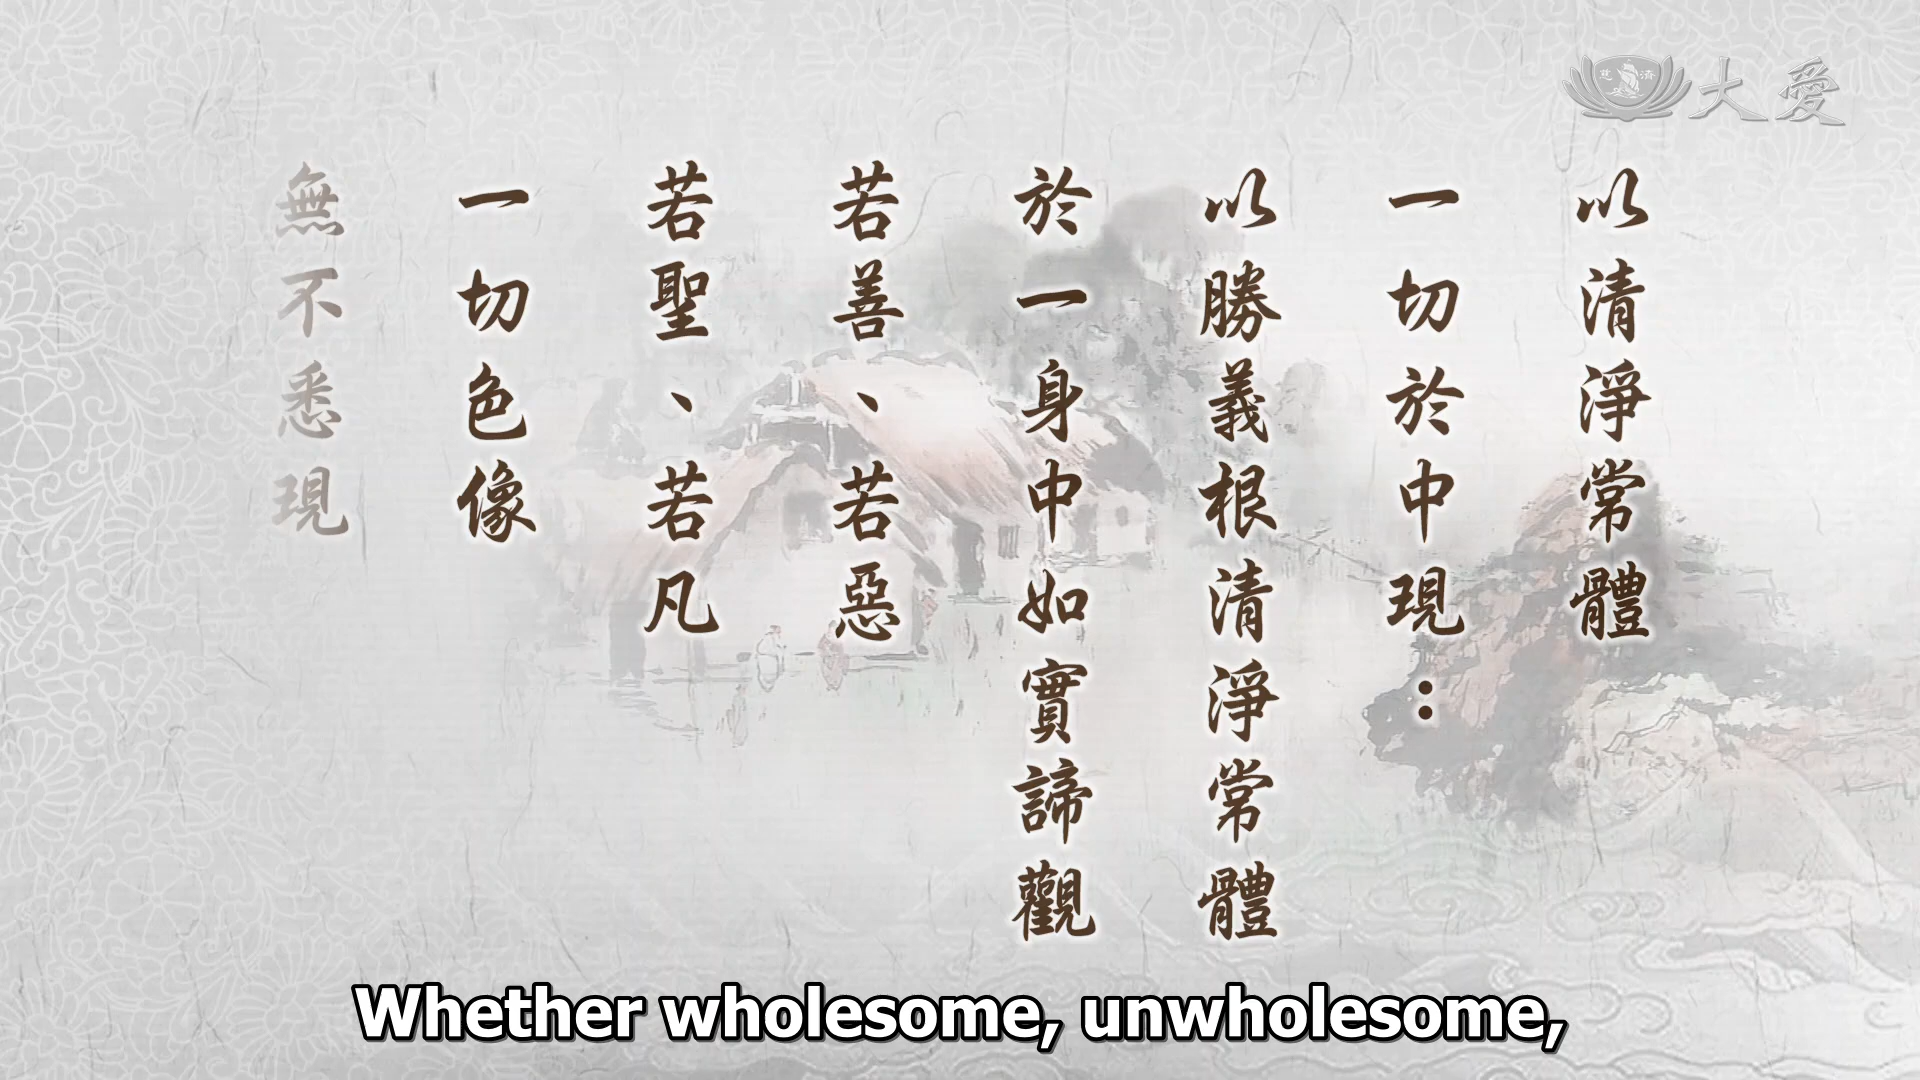 慈濟
大愛
以清淨常體
一切於中現：
以勝義根清淨常體
於一身中如實諦觀
若善、若惡
若聖、若凡
一切色像
無不悉現
Whether wholesome, unwholesome,